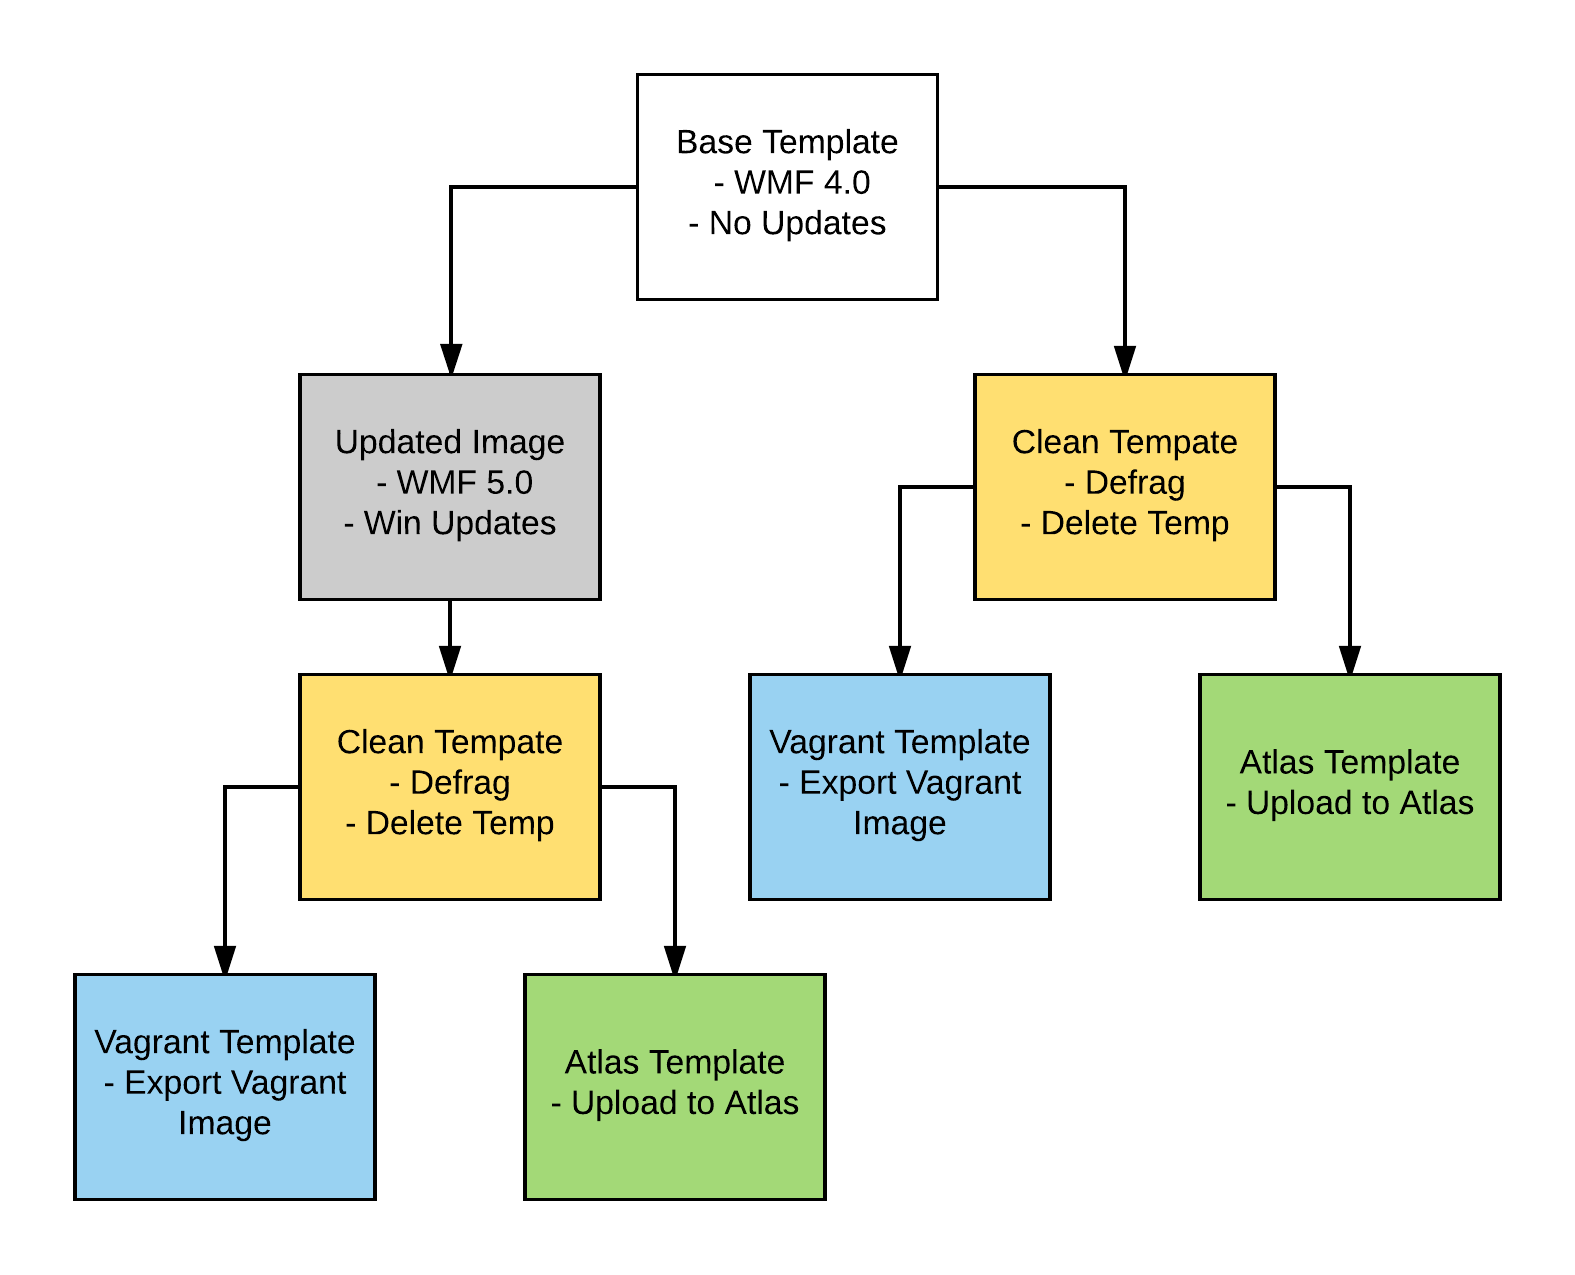 Base Template
- WMF 4.0
- No Updates
Updated Image
- WMF 5.0
- Win Updates
Clean Tempate
- Defrag
- Delete Temp
Clean Tempate
- Defrag
- Delete Temp
Vagrant Template
- Export Vagrant
Image
Atlas Template
- Upload to Atlas
Vagrant Template
- Export Vagrant
Image
Atlas Template
- Upload to Atlas